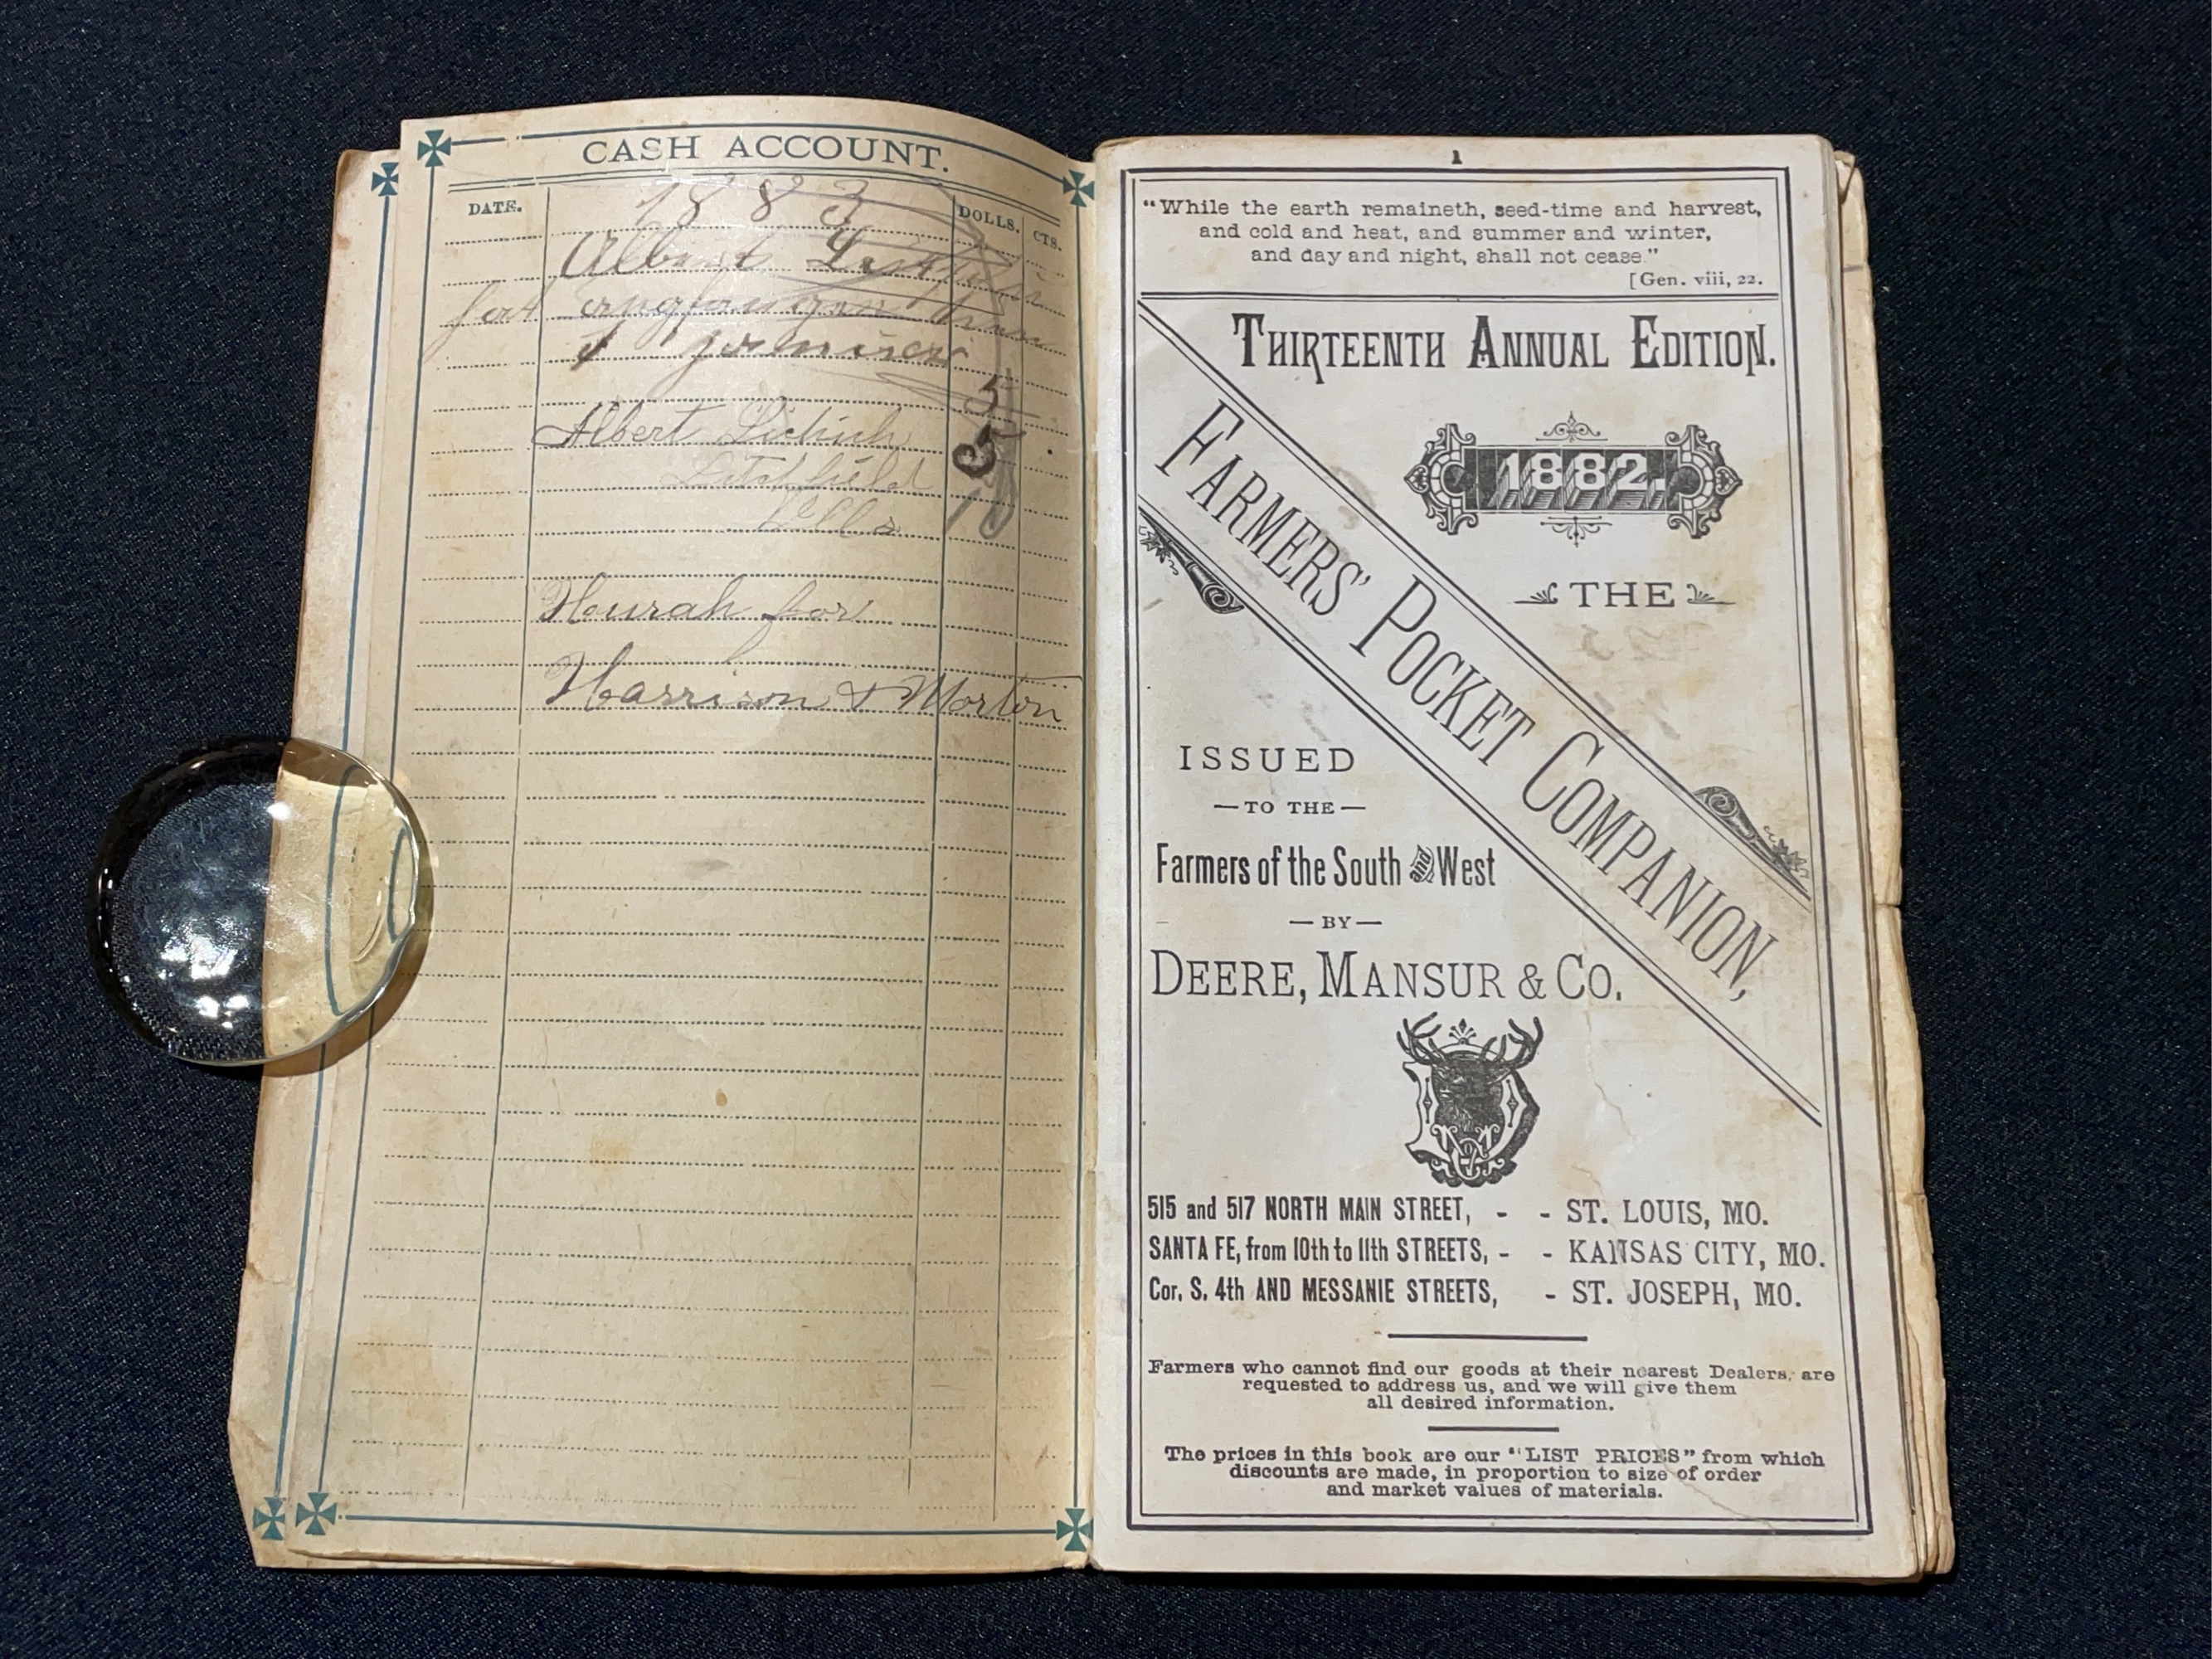 CASH ACCOUNT.
DATE. DOLLS. CTS.
1883
Albert
5
5
Albert
Litchfield
10
Ills
Hurah for
Harrison & Morton
1
"While the earth remaineth, seed-time and harvest,
and cold and heat, and summer and winter,
and day and night, shall not cease."
[Gen. viii, 22.
THIRTEENTH ANNUAL EDITION.
1882.
THE
FARMERS' POCKET COMPANION,
ISSUED
—TO THE—
Farmers of the South and West
—BY—
DEERE, MANSUR & CO.
515 and 517 NORTH MAIN STREET, - - ST. LOUIS, MO.
SANTA FE, from 10th to 11th STREETS, - - KANSAS CITY, MO.
Cor. S. 4th AND MESSANIE STREETS, - ST. JOSEPH, MO.
Farmers who cannot find our goods at their nearest Dealers, are
requested to address us, and we will give them
all desired information.
The prices in this book are our "LIST PRICES" from which
discounts are made, in proportion to size of order
and market values of materials.